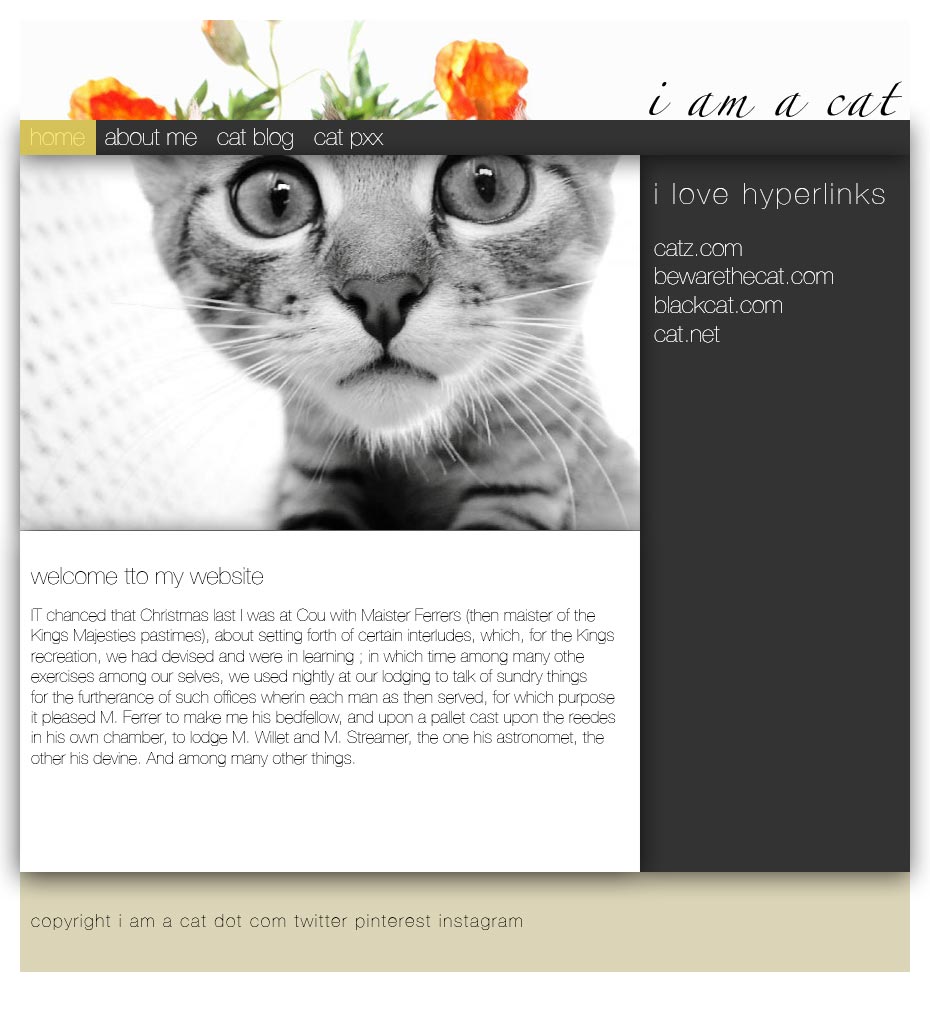 i am a cat
home about me cat blog cat pxx
i love hyperlinks
catz.com
bewarethecat.com
blackcat.com
cat.net
welcome tto my website
IT chanced that Christmas last I was at Cou with Maister Ferrers (then maister of the
Kings Majesties pastimes), about setting forth of certain interludes, which, for the Kings
recreation, we had devised and were in learning ; in which time among many othe
exercises among our selves, we used nightly at our lodging to talk of sundry things
for the furtherance of such offices wherin each man as then served, for which purpose
it pleased M. Ferrer to make me his bedfellow, and upon a pallet cast upon the reedes
in his own chamber, to lodge M. Willet and M. Streamer, the one his astronomet, the
other his devine. And among many other things.
copyright i am a cat dot com twitter pinterest instagram